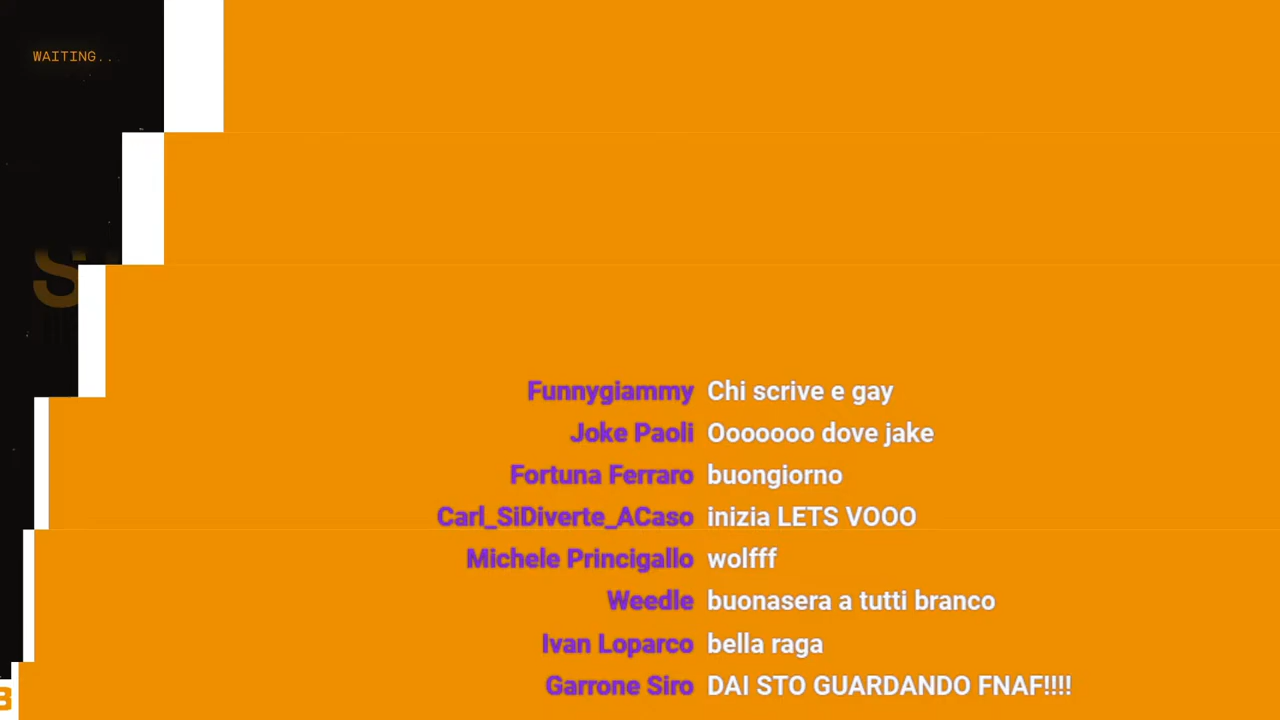 WAITING..
S
Funnygiammy Chi scrive e gay
Joke Paoli Ooooooo dove jake
Fortuna Ferraro buongiorno
Carl_SiDiverte_ACaso inizia LETS VOOO
Michele Principallo wolfff
Weedle buonasera a tutti branco
Ivan Loparco bella raga
Garrone Siro DAI STO GUARDANDO FNAF!!!!